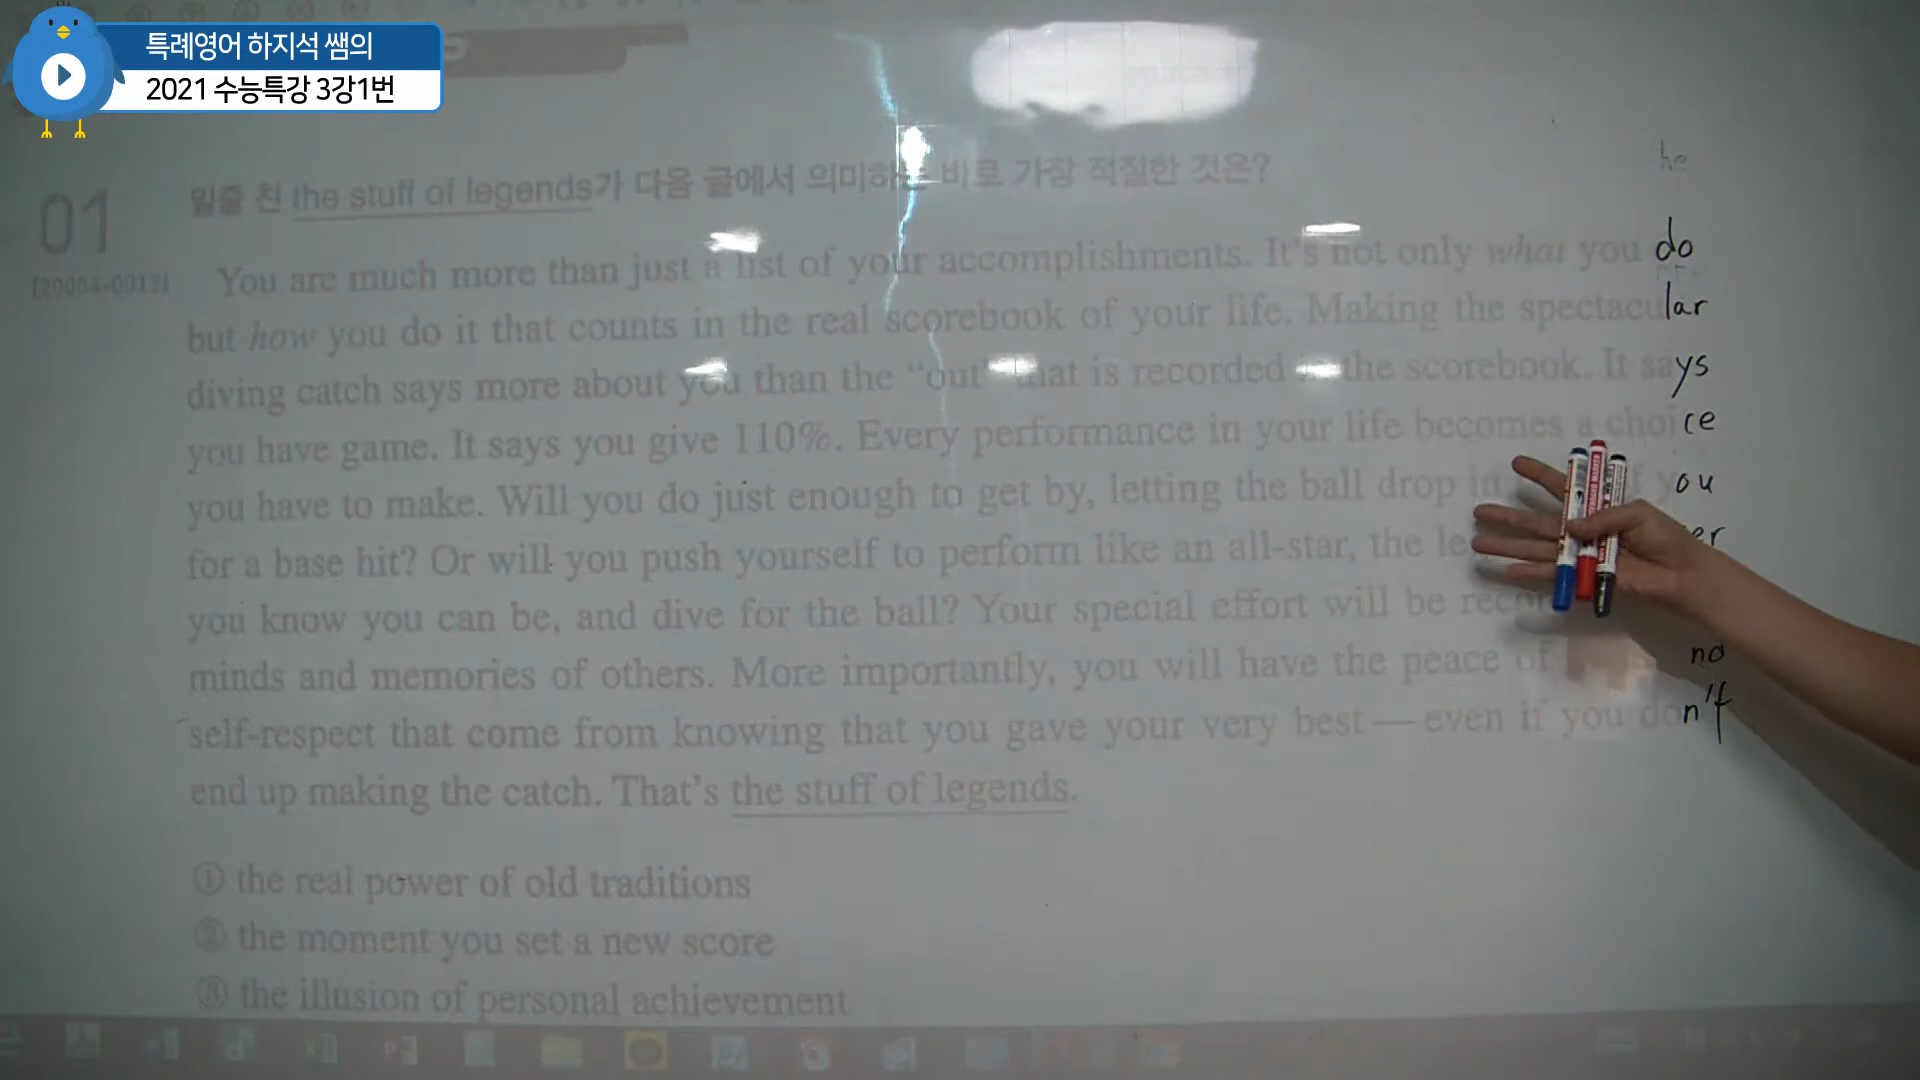 특례영어 하지석 쌤의
2021 수능특강 3강1번
he
01 밑줄 친 the stuff of legends가 다음 글에서 의미하는 바로 가장 적절한 것은?
You are much more than just a list of your accomplishments. It's not only what you do
but how you do it that counts in the real scorebook of your life. Making the spectacular
diving catch says more about you than the “out” that is recorded the scorebook. It says
you have game. It says you give 110%. Every performance in your life becomes a choice
you have to make. Will you do just enough to get by, letting the ball drop in you
for a base hit? Or will you push yourself to perform like an all-star, the
you know you can be, and dive for the ball? Your special effort will be
minds and memories of others. More importantly, you will have the peace of nd
self-respect that come from knowing that you gave your very best—even if you don't
end up making the catch. That's the stuff of legends.
① the real power of old traditions
② the moment you set a new score
③ the illusion of personal achievement